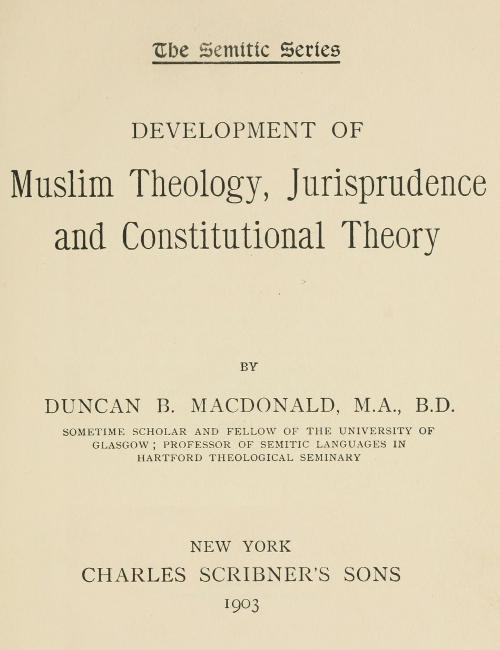 The Semitic Series
DEVELOPMENT OF
Muslim Theology, Jurisprudence
and Constitutional Theory
BY
DUNCAN B. MACDONALD, M.A., B.D.
SOMETIME SCHOLAR AND FELLOW OF THE UNIVERSITY OF
GLASGOW; PROFESSOR OF SEMITIC LANGUAGES IN
HARTFORD THEOLOGICAL SEMINARY
NEW YORK
CHARLES SCRIBNER'S SONS
1903